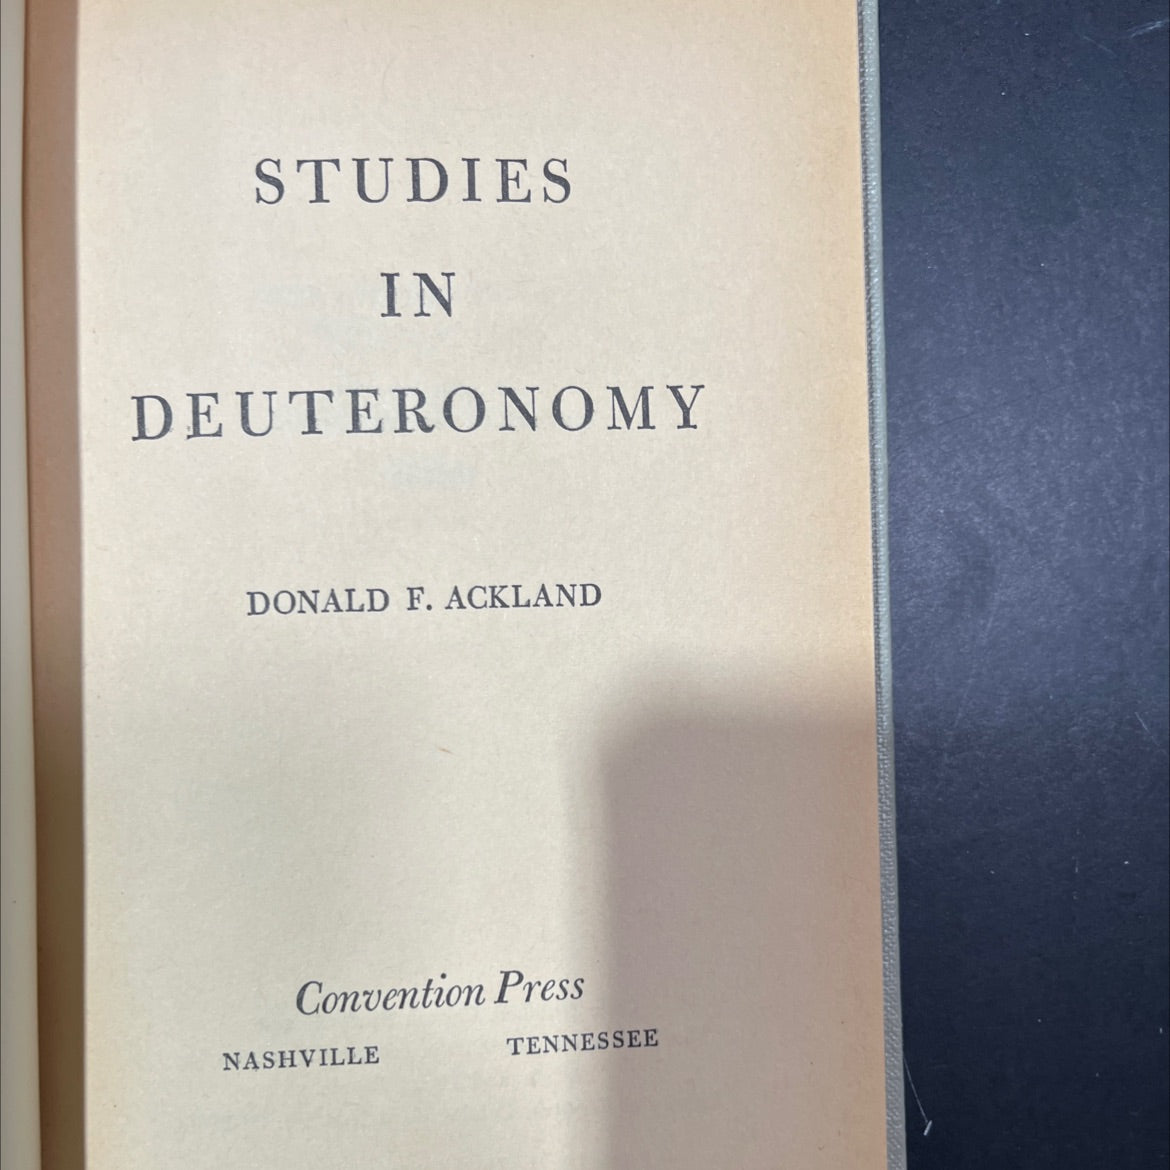 STUDIES
IN
DEUTERONOMY
DONALD F. ACKLAND
Convention Press
NASHVILLE TENNESSEE